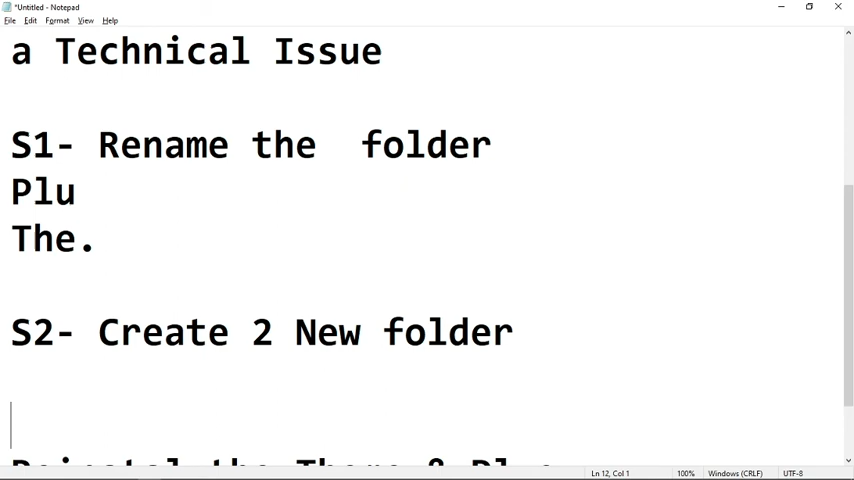 *Untitled - Notepad
File Edit Format View Help
a Technical Issue
S1- Rename the  folder
Plu
The.
S2- Create 2 New folder
the
Ln 12, Col 1 100% Windows (CRLF) UTF-8